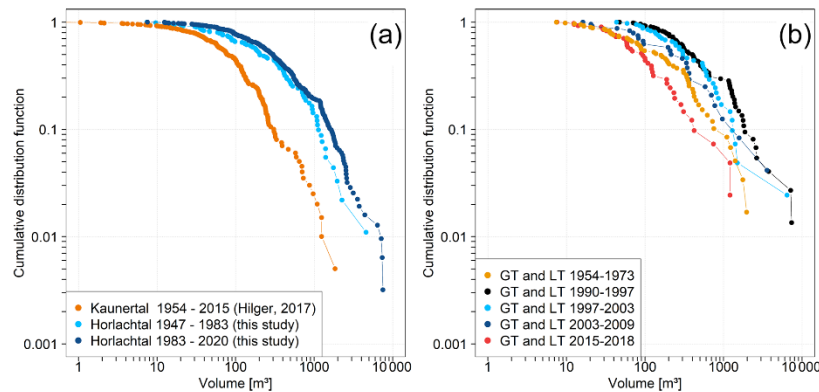 (a)
Cumulative distribution function
1
0.1
0.01
0.001
Kaunertal 1954 - 2015 (Hilger, 2017)
Horlachtal 1947 - 1983 (this study)
Horlachtal 1983 - 2020 (this study)
1 10 100 1000 10000
Volume [m³]
(b)
Cumulative distribution function
1
0.1
0.01
0.001
GT and LT 1954-1973
GT and LT 1990-1997
GT and LT 1997-2003
GT and LT 2003-2009
GT and LT 2015-2018
1 10 100 1000 10000
Volume [m³]